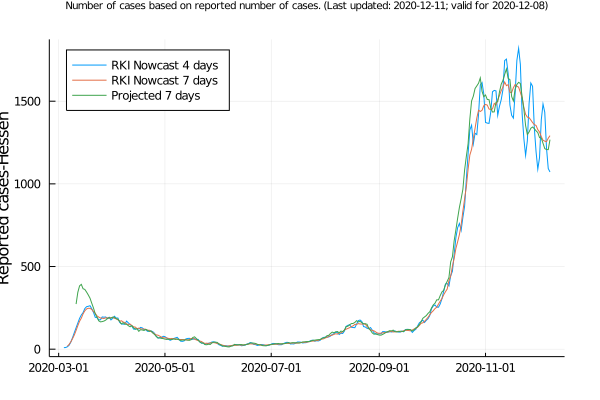 Number of cases based on reported number of cases. (Last updated: 2020-12-11; valid for 2020-12-08)
RKI Nowcast 4 days
RKI Nowcast 7 days
Projected 7 days
Reported cases-Hessen
1500
1000
500
0
2020-03-01 2020-05-01 2020-07-01 2020-09-01 2020-11-01